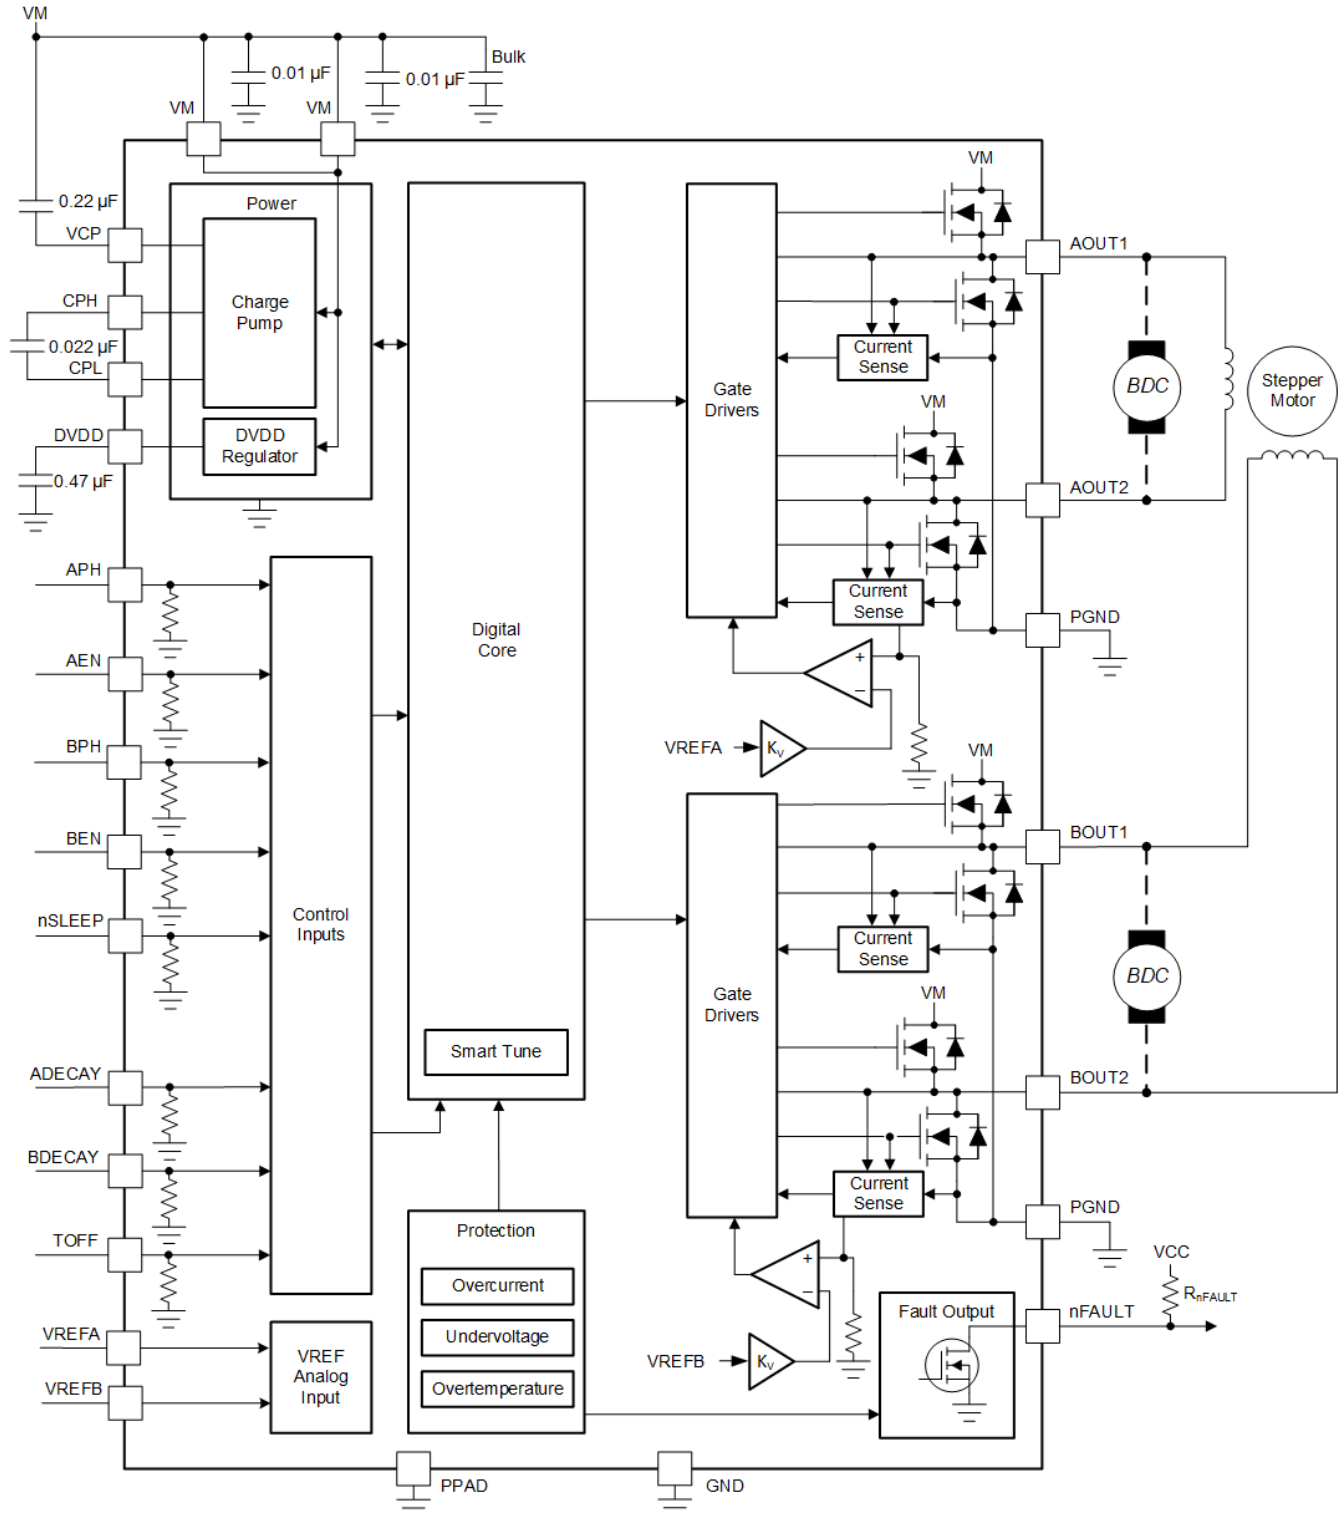 VM
Bulk
0.01 µF
0.01 µF
VM
VM
VM
Power
0.22 µF
VCP
AOUT1
CPH
Charge
Pump
0.022 µF
CPL
Current
Sense
Gate
Drivers
BDC
Stepper
Motor
VM
DVDD
DVDD
Regulator
0.47 µF
AOUT2
APH
Current
Sense
PGND
Digital
Core
AEN
BPH
VREFA
KV
VM
BEN
BOUT1
nSLEEP
Control
Inputs
Current
Sense
BDC
Gate
Drivers
VM
Smart Tune
ADECAY
BOUT2
BDECAY
Current
Sense
PGND
TOFF
Protection
VCC
Overcurrent
RnFAULT
Fault Output
nFAULT
VREFA
Undervoltage
VREF
Analog
Input
VREFB
KV
VREFB
Overtemperature
PPAD
GND